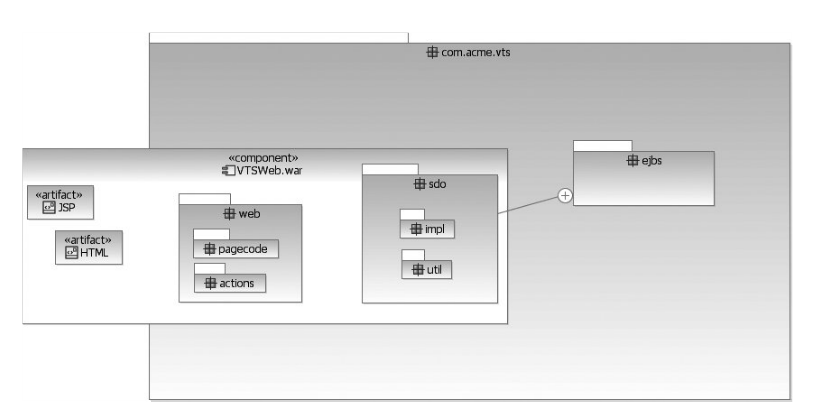 com.acme.vts
«component»
VTSWeb.war
ejbs
«artifact»
JSP
sdo
web
impl
«artifact»
HTML
pagecode
util
actions